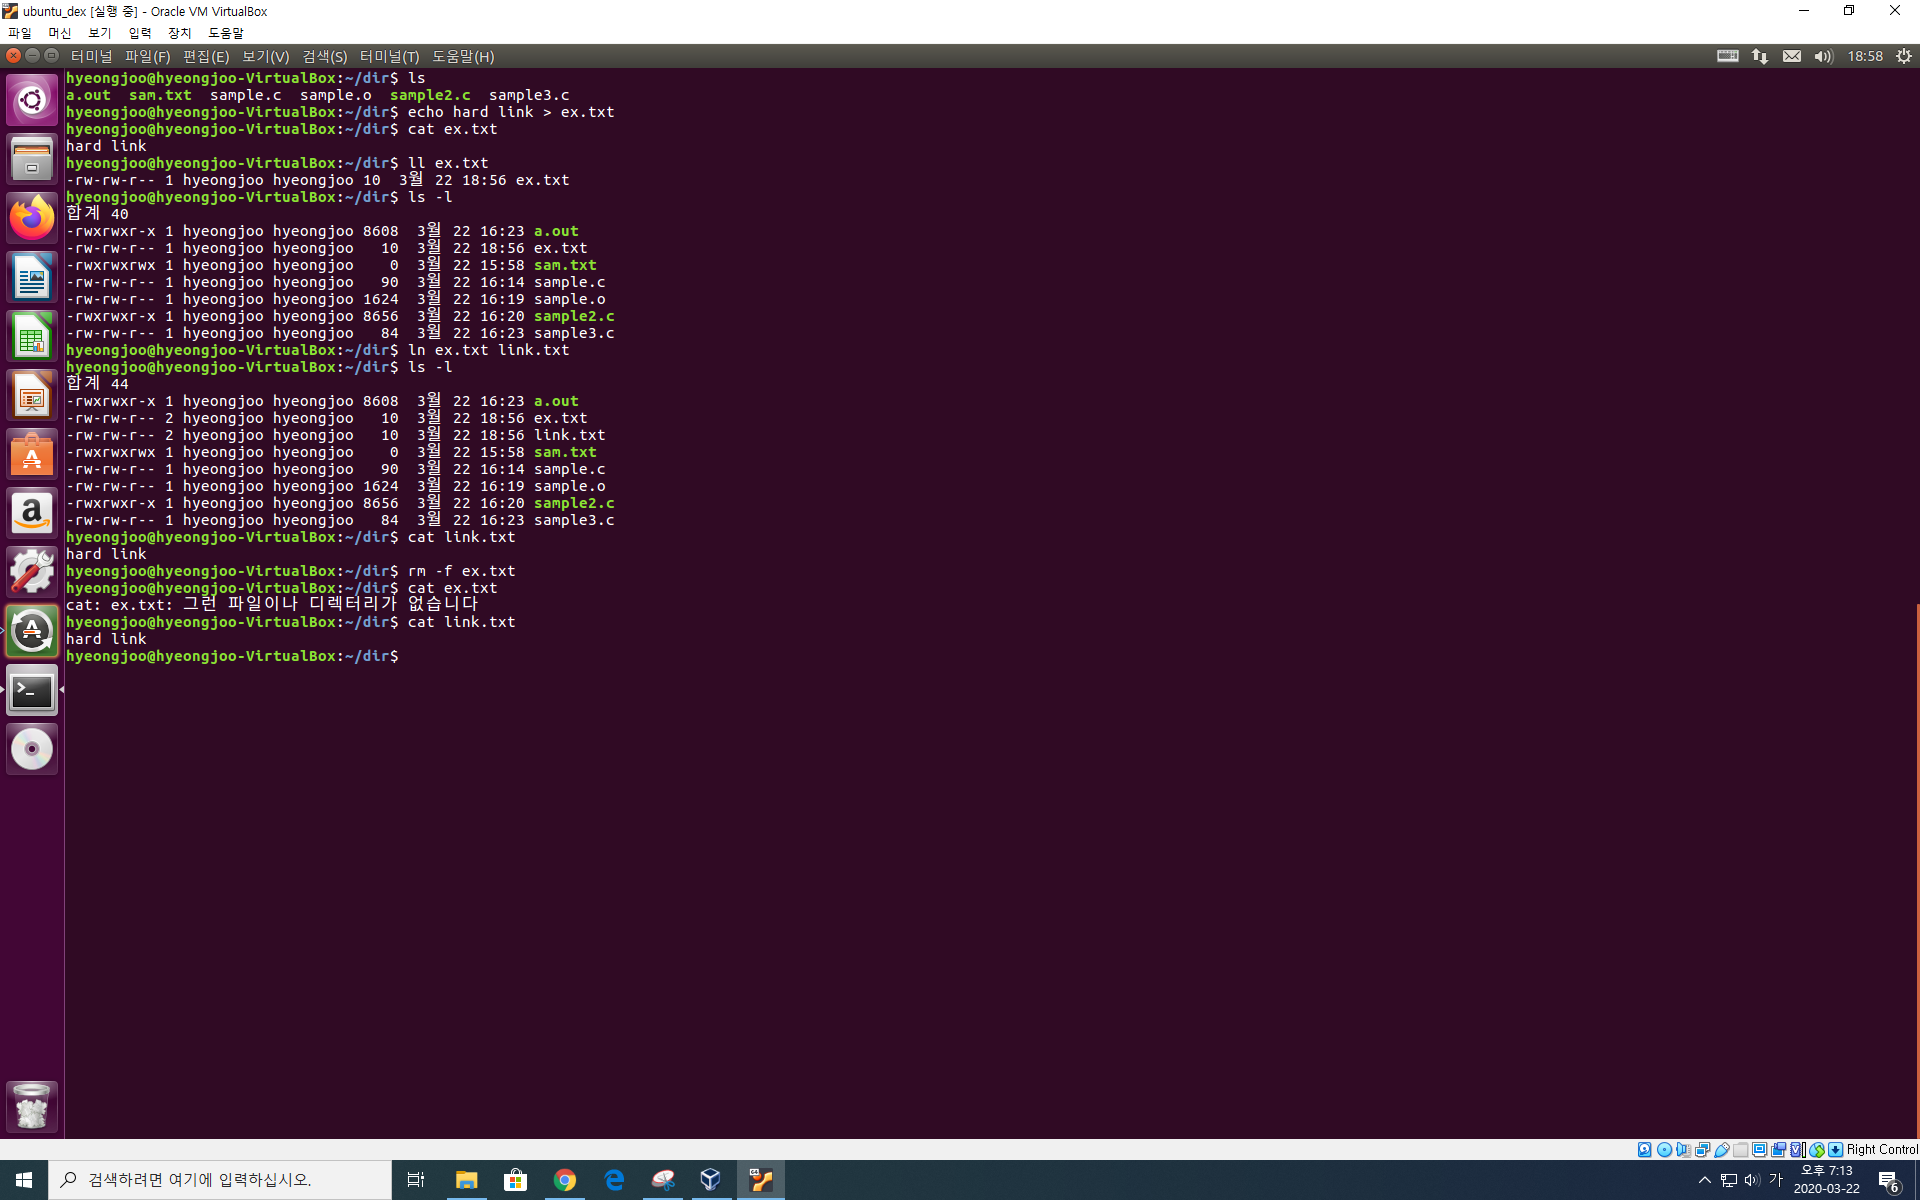 ubuntu_dex [실행 중] - Oracle VM VirtualBox
파일 머신 보기 입력 장치 도움말
터미널 파일(F) 편집(E) 보기(V) 검색(S) 터미널(T) 도움말(H) 18:58
hyeongjoo@hyeongjoo-VirtualBox:~/dir$ ls
a.out  sam.txt  sample.c  sample.o  sample2.c  sample3.c
hyeongjoo@hyeongjoo-VirtualBox:~/dir$ echo hard link > ex.txt
hyeongjoo@hyeongjoo-VirtualBox:~/dir$ cat ex.txt
hard link
hyeongjoo@hyeongjoo-VirtualBox:~/dir$ ll ex.txt
-rw-rw-r-- 1 hyeongjoo hyeongjoo 10  3월 22 18:56 ex.txt
hyeongjoo@hyeongjoo-VirtualBox:~/dir$ ls -l
합계 40
-rwxrwxr-x 1 hyeongjoo hyeongjoo 8608  3월 22 16:23 a.out
-rw-rw-r-- 1 hyeongjoo hyeongjoo   10  3월 22 18:56 ex.txt
-rwxrwxrwx 1 hyeongjoo hyeongjoo    0  3월 22 15:58 sam.txt
-rw-rw-r-- 1 hyeongjoo hyeongjoo   90  3월 22 16:14 sample.c
-rw-rw-r-- 1 hyeongjoo hyeongjoo 1624  3월 22 16:19 sample.o
-rwxrwxr-x 1 hyeongjoo hyeongjoo 8656  3월 22 16:20 sample2.c
-rw-rw-r-- 1 hyeongjoo hyeongjoo   84  3월 22 16:23 sample3.c
hyeongjoo@hyeongjoo-VirtualBox:~/dir$ ln ex.txt link.txt
hyeongjoo@hyeongjoo-VirtualBox:~/dir$ ls -l
합계 44
-rwxrwxr-x 1 hyeongjoo hyeongjoo 8608  3월 22 16:23 a.out
-rw-rw-r-- 2 hyeongjoo hyeongjoo   10  3월 22 18:56 ex.txt
-rw-rw-r-- 2 hyeongjoo hyeongjoo   10  3월 22 18:56 link.txt
-rwxrwxrwx 1 hyeongjoo hyeongjoo    0  3월 22 15:58 sam.txt
-rw-rw-r-- 1 hyeongjoo hyeongjoo   90  3월 22 16:14 sample.c
-rw-rw-r-- 1 hyeongjoo hyeongjoo 1624  3월 22 16:19 sample.o
-rwxrwxr-x 1 hyeongjoo hyeongjoo 8656  3월 22 16:20 sample2.c
-rw-rw-r-- 1 hyeongjoo hyeongjoo   84  3월 22 16:23 sample3.c
hyeongjoo@hyeongjoo-VirtualBox:~/dir$ cat link.txt
hard link
hyeongjoo@hyeongjoo-VirtualBox:~/dir$ rm -f ex.txt
hyeongjoo@hyeongjoo-VirtualBox:~/dir$ cat ex.txt
cat: ex.txt: 그런 파일이나 디렉터리가 없습니다
hyeongjoo@hyeongjoo-VirtualBox:~/dir$ cat link.txt
hard link
hyeongjoo@hyeongjoo-VirtualBox:~/dir$
Right Control
검색하려면 여기에 입력하십시오.
가 오후 7:13
2020-03-22
6